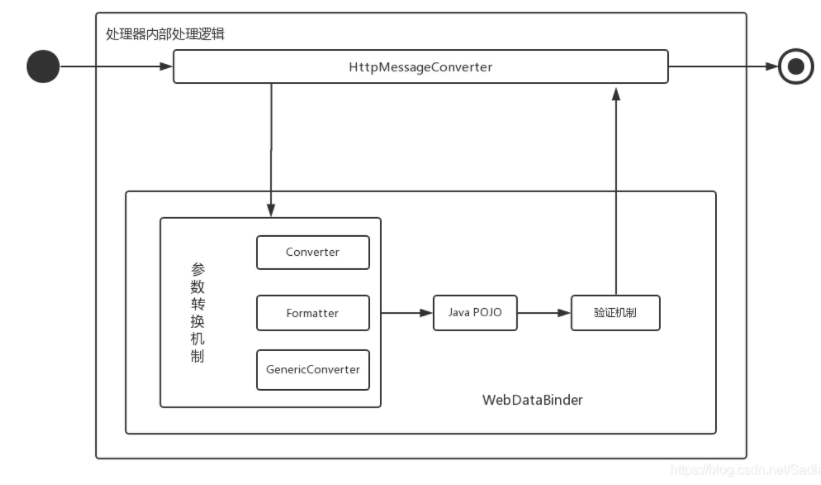 处理器内部处理逻辑
HttpMessageConverter
参数转换机制
Converter
Formatter
GenericConverter
Java POJO
验证机制
WebDataBinder
https://blog.csdn.net/Sadlx